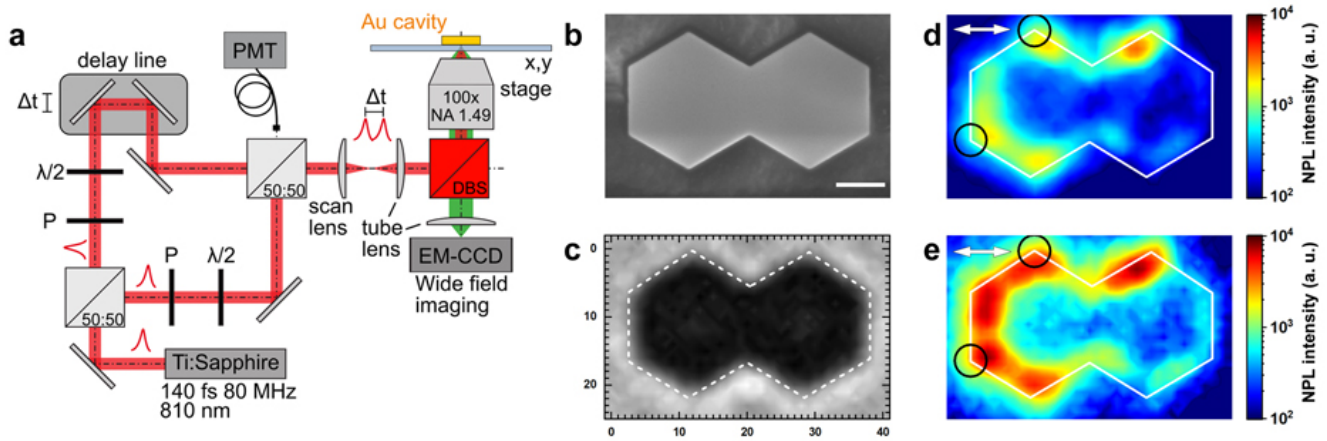 a
PMT
Au cavity
delay line
x,y
stage
Δt
Δt
100x
NA 1.49
λ/2
50:50
DBS
scan
lens
tube
lens
P
EM-CCD
Wide field
imaging
P
λ/2
50:50
Ti:Sapphire
140 fs 80 MHz
810 nm
b
c
0
10
20
0
10
20
30
40
d
10⁴
10³
10²
NPL intensity (a. u.)
e
10⁴
10³
10²
NPL intensity (a. u.)